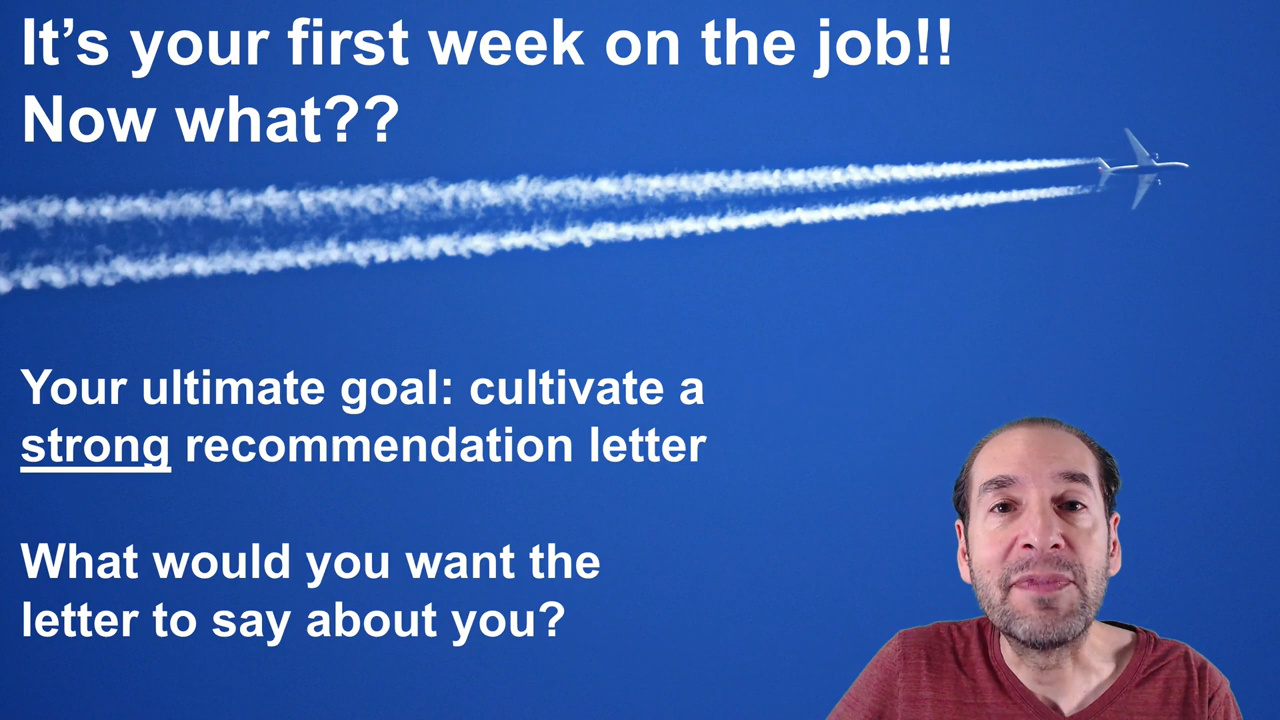 It’s your first week on the job!!
Now what??
Your ultimate goal: cultivate a
strong recommendation letter
What would you want the
letter to say about you?